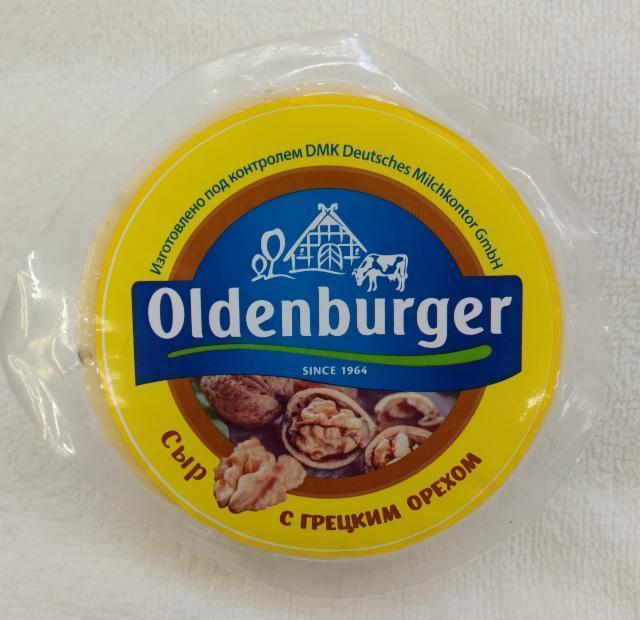 Изготовлено под контролем DMK Deutsches Milchkontor GmbH
Oldenburger
SINCE 1964
Сыр
с грецким орехом